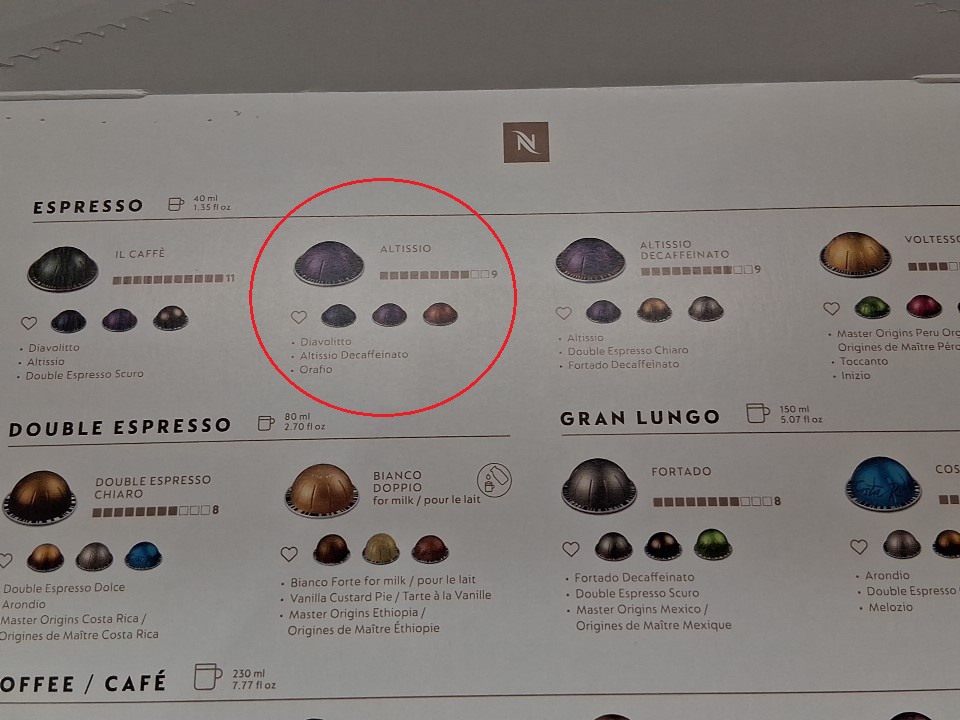 N
ESPRESSO
40 ml
1.35 fl oz
IL CAFFÈ
11
• Diavolitto
• Altissio
• Double Espresso Scuro
ALTISSIO
9
• Diavolitto
• Altissio Decaffeinato
• Orafio
ALTISSIO
DECAFFEINATO
9
• Altissio
• Double Espresso Chiaro
• Fortado Decaffeinato
VOLTESSO
• Master Origins Peru Org
Origines de Maître Péro
• Toccanto
• Inizio
DOUBLE ESPRESSO
80 ml
2.70 fl oz
DOUBLE ESPRESSO
CHIARO
8
Double Espresso Dolce
Arondio
Master Origins Costa Rica /
Origines de Maître Costa Rica
BIANCO
DOPPIO
for milk / pour le lait
• Bianco Forte for milk / pour le lait
• Vanilla Custard Pie / Tarte à la Vanille
• Master Origins Ethiopia /
Origines de Maître Éthiopie
GRAN LUNGO
150 ml
5.07 fl oz
FORTADO
8
• Fortado Decaffeinato
• Double Espresso Scuro
• Master Origins Mexico /
Origines de Maître Mexique
COS
• Arondio
• Double Espresso
• Melozio
OFFEE / CAFÉ
230 ml
7.77 fl oz